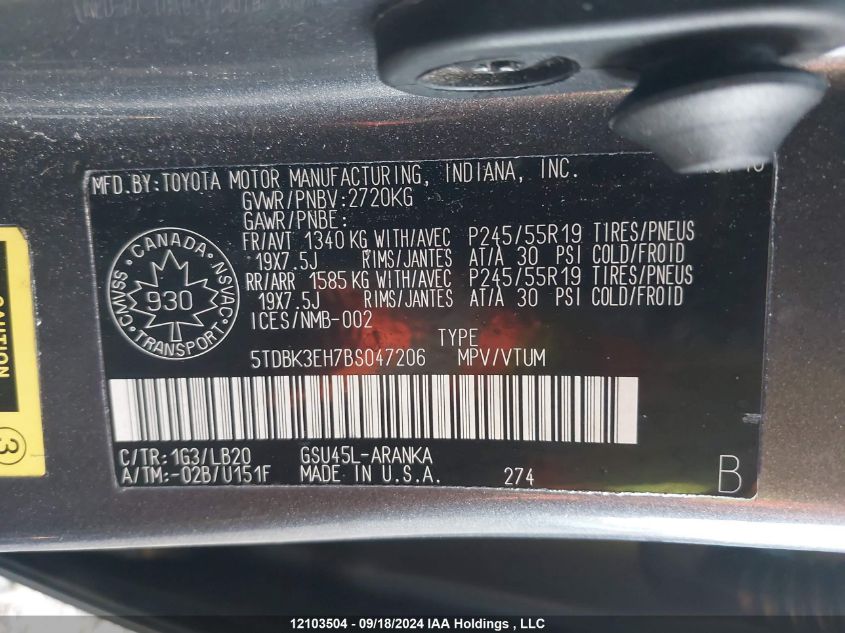 MFD.BY:TOYOTA MOTOR MANUFACTURING, INDIANA, INC.
GVWR/PNBV:2720KG
GAWR/PNBE:
FR/AVT 1340 KG WITH/AVEC P245/55R19 TIRES/PNEUS
19X7.5J RIMS/JANTES AT/À 30 PSI COLD/FROID
RR/ARR 1585 KG WITH/AVEC P245/55R19 TIRES/PNEUS
19X7.5J RIMS/JANTES AT/À 30 PSI COLD/FROID
ICES/NMB-002
TYPE
5TDBK3EH7BS047206 MPV/VTUM
CANADA
CMVSS NSVAC
930
TRANSPORT
C/TR:1G3/LB20 GSU45L-ARANKA
A/TM:-02B/U151F MADE IN U.S.A. 274 B
CAUTION
3
12103504 - 09/18/2024 IAA Holdings , LLC